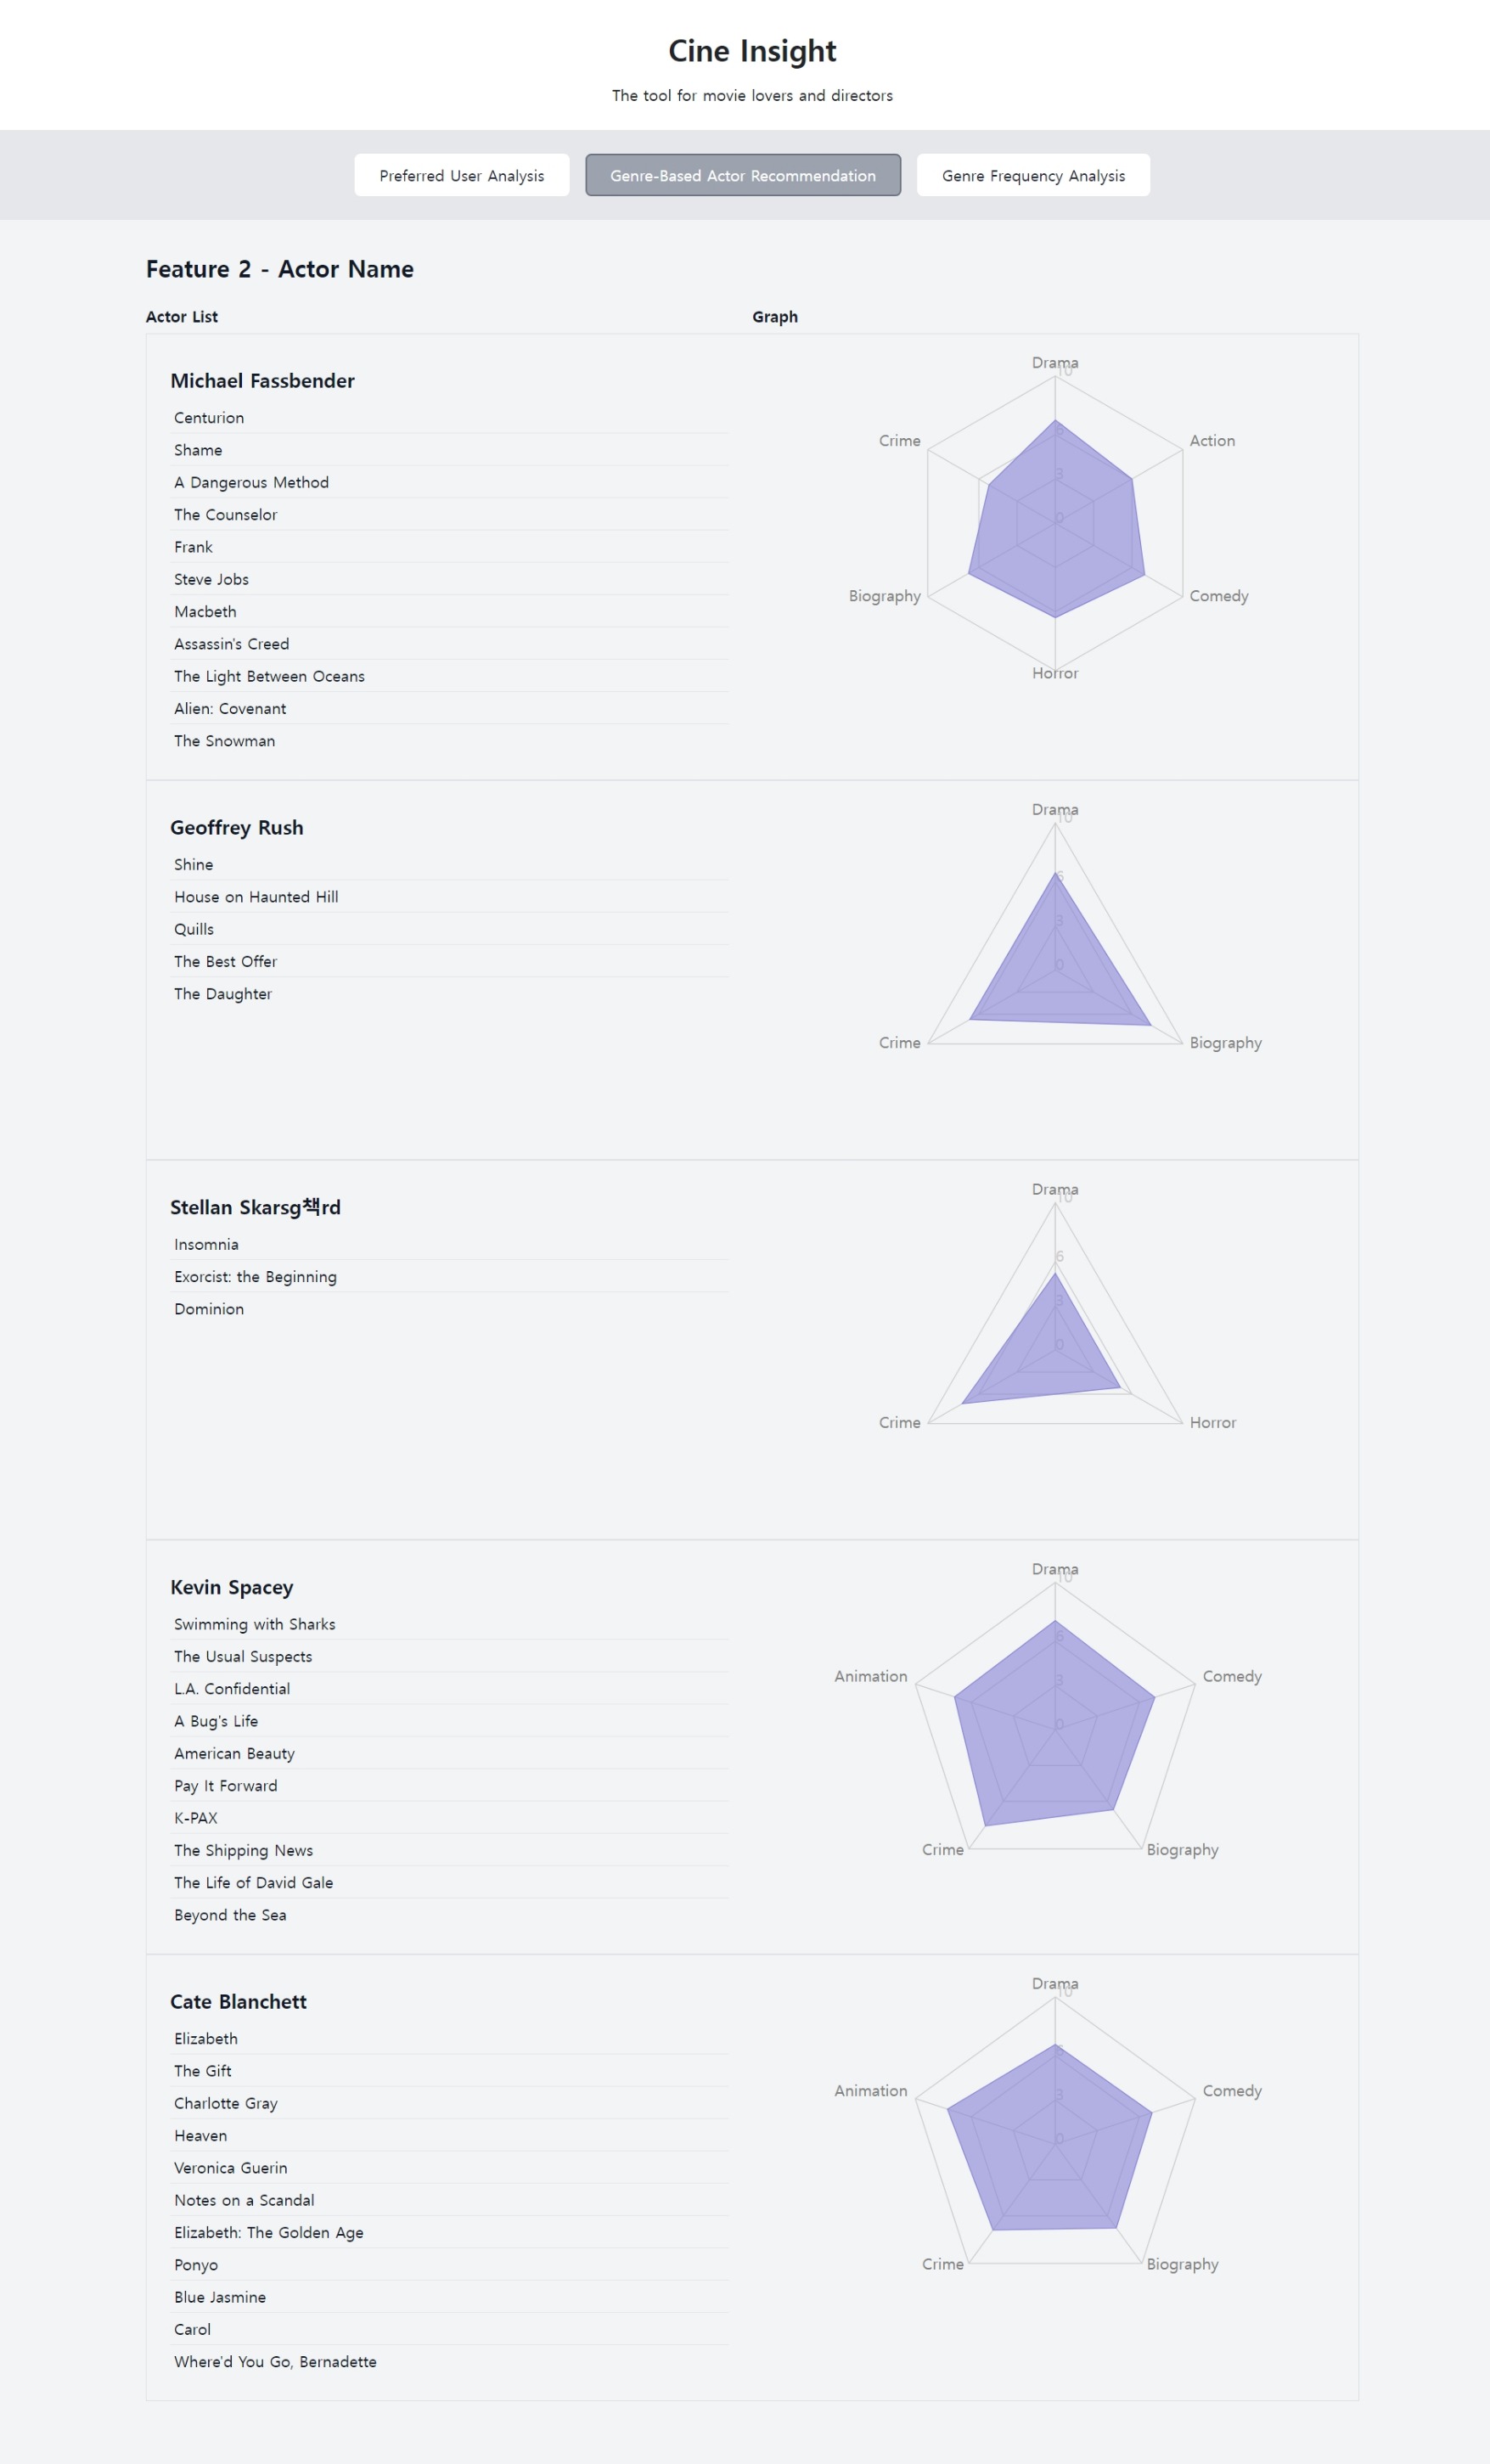 Cine Insight
The tool for movie lovers and directors
Preferred User Analysis
Genre-Based Actor Recommendation
Genre Frequency Analysis
Feature 2 - Actor Name
Actor List
Graph
Michael Fassbender
Centurion
Shame
A Dangerous Method
The Counselor
Frank
Steve Jobs
Macbeth
Assassin's Creed
The Light Between Oceans
Alien: Covenant
The Snowman
Drama
10
Crime
6
Action
3
0
Biography
Comedy
Horror
Geoffrey Rush
Shine
House on Haunted Hill
Quills
The Best Offer
The Daughter
Drama
10
6
3
0
Crime
Biography
Stellan Skarsg책rd
Insomnia
Exorcist: the Beginning
Dominion
Drama
10
6
3
0
Crime
Horror
Kevin Spacey
Swimming with Sharks
The Usual Suspects
L.A. Confidential
A Bug's Life
American Beauty
Pay It Forward
K-PAX
The Shipping News
The Life of David Gale
Beyond the Sea
Drama
10
6
Animation
3
Comedy
0
Crime
Biography
Cate Blanchett
Elizabeth
The Gift
Charlotte Gray
Heaven
Veronica Guerin
Notes on a Scandal
Elizabeth: The Golden Age
Ponyo
Blue Jasmine
Carol
Where'd You Go, Bernadette
Drama
10
6
Animation
3
Comedy
0
Crime
Biography